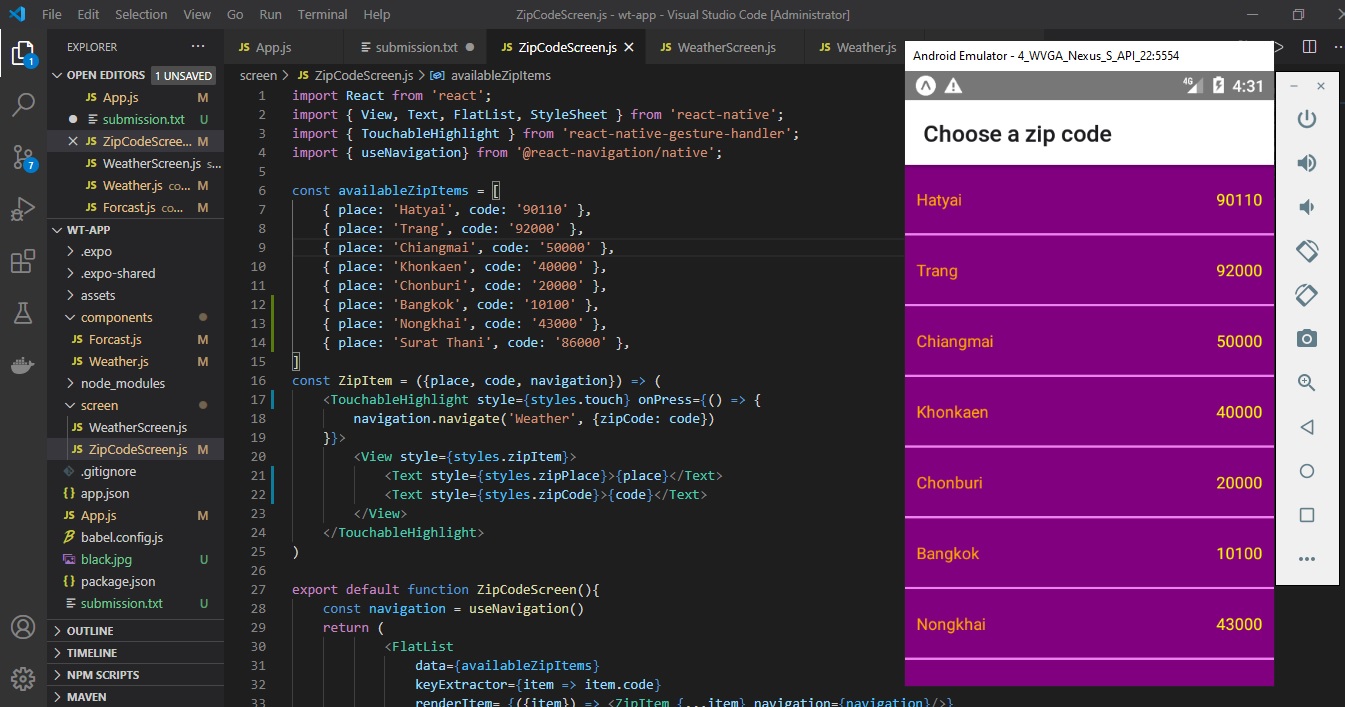 File Edit Selection View Go Run Terminal Help
ZipCodeScreen.js - wt-app - Visual Studio Code [Administrator]
EXPLORER
OPEN EDITORS 1 UNSAVED
JS App.js M
submission.txt U
JS ZipCodeScree... M
JS WeatherScreen.js s...
JS Weather.js co... M
JS Forcast.js co... M
WT-APP
.expo
.expo-shared
assets
components
JS Forcast.js M
JS Weather.js M
node_modules
screen
JS WeatherScreen.js
JS ZipCodeScreen.js M
.gitignore
{} app.json
JS App.js M
babel.config.js
black.jpg U
{} package.json
submission.txt U
OUTLINE
TIMELINE
NPM SCRIPTS
MAVEN
1
7
JS App.js
submission.txt
JS ZipCodeScreen.js
JS WeatherScreen.js
JS Weather.js
screen > JS ZipCodeScreen.js > availableZipItems
1 import React from 'react';
2 import { View, Text, FlatList, StyleSheet } from 'react-native';
3 import { TouchableHighlight } from 'react-native-gesture-handler';
4 import { useNavigation} from '@react-navigation/native';
5
6 const availableZipItems = [
7 { place: 'Hatyai', code: '90110' },
8 { place: 'Trang', code: '92000' },
9 { place: 'Chiangmai', code: '50000' },
10 { place: 'Khonkaen', code: '40000' },
11 { place: 'Chonburi', code: '20000' },
12 { place: 'Bangkok', code: '10100' },
13 { place: 'Nongkhai', code: '43000' },
14 { place: 'Surat Thani', code: '86000' },
15 ]
16 const ZipItem = ({place, code, navigation}) => (
17 <TouchableHighlight style={styles.touch} onPress={() => {
18 navigation.navigate('Weather', {zipCode: code})
19 }}>
20 <View style={styles.zipItem}>
21 <Text style={styles.zipPlace}>{place}</Text>
22 <Text style={styles.zipCode}>{code}</Text>
23 </View>
24 </TouchableHighlight>
25 )
26
27 export default function ZipCodeScreen(){
28 const navigation = useNavigation()
29 return (
30 <FlatList
31 data={availableZipItems}
32 keyExtractor={item => item.code}
33 renderItem= {({item}) => <ZipItem {...item} navigation={navigation}/>}
Android Emulator - 4_WVGA_Nexus_S_API_22:5554
4G 4:31
Choose a zip code
Hatyai 90110
Trang 92000
Chiangmai 50000
Khonkaen 40000
Chonburi 20000
Bangkok 10100
Nongkhai 43000